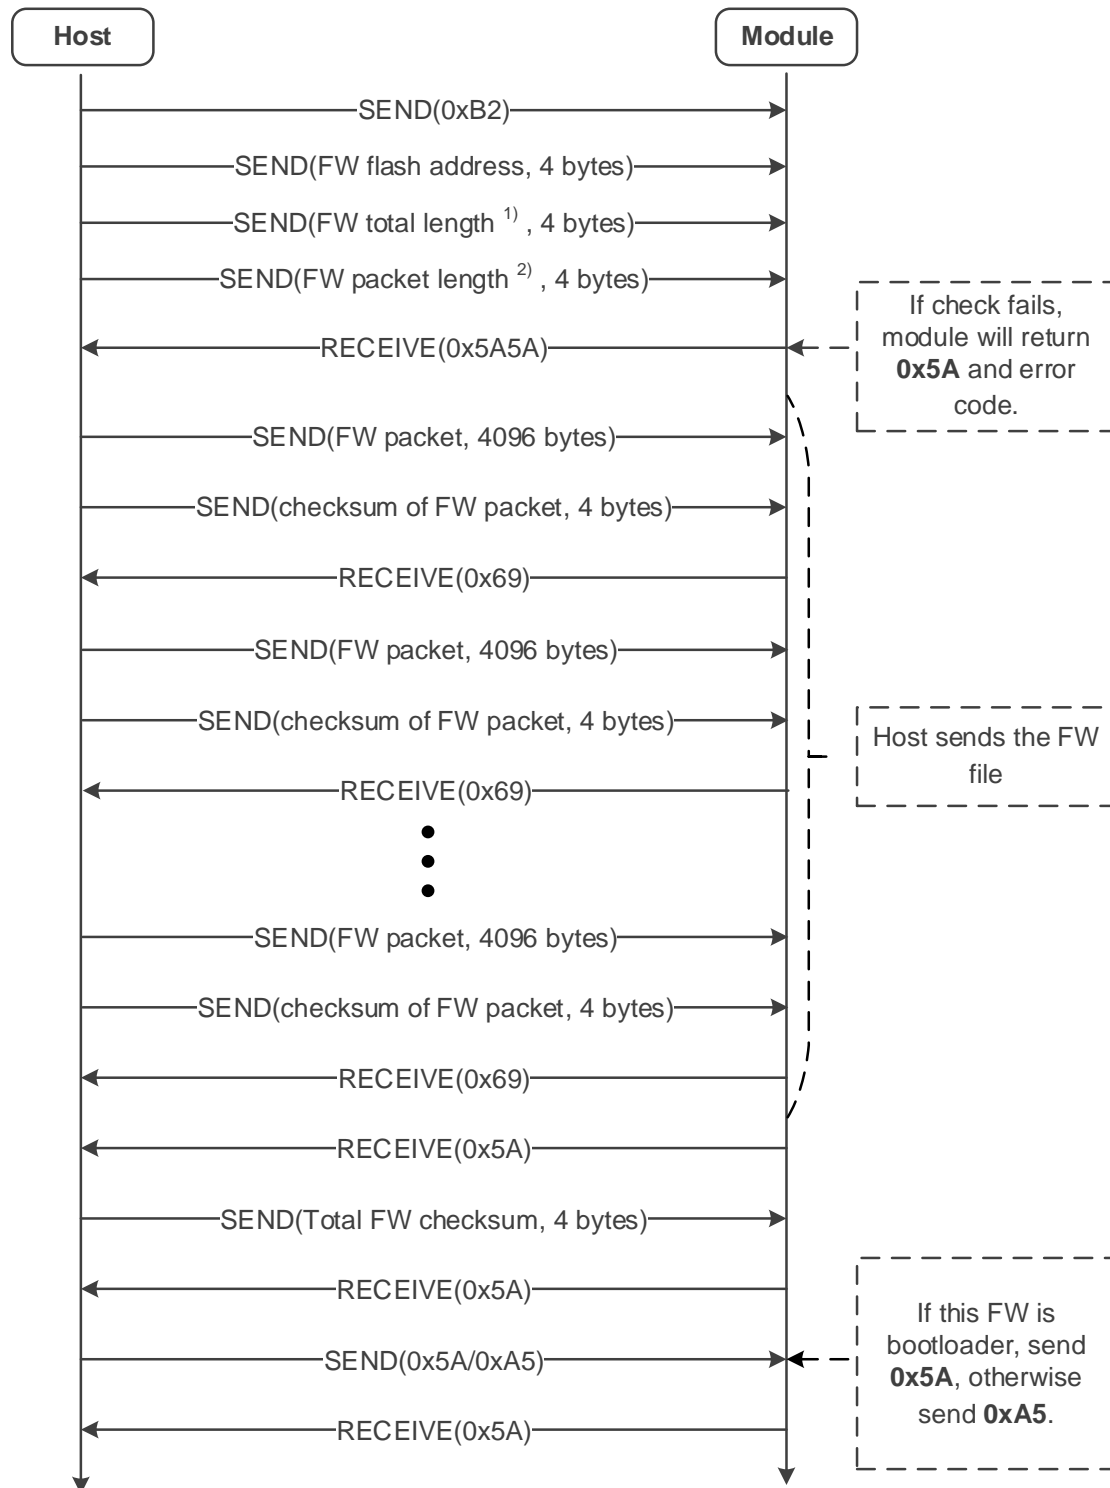 Host
Module
SEND(0xB2)
SEND(FW flash address, 4 bytes)
SEND(FW total length 1) , 4 bytes)
SEND(FW packet length 2) , 4 bytes)
If check fails,
module will return
0x5A and error
code.
RECEIVE(0x5A5A)
SEND(FW packet, 4096 bytes)
SEND(checksum of FW packet, 4 bytes)
RECEIVE(0x69)
SEND(FW packet, 4096 bytes)
SEND(checksum of FW packet, 4 bytes)
Host sends the FW
file
RECEIVE(0x69)
SEND(FW packet, 4096 bytes)
SEND(checksum of FW packet, 4 bytes)
RECEIVE(0x69)
RECEIVE(0x5A)
SEND(Total FW checksum, 4 bytes)
RECEIVE(0x5A)
SEND(0x5A/0xA5)
If this FW is
bootloader, send
0x5A, otherwise
send 0xA5.
RECEIVE(0x5A)